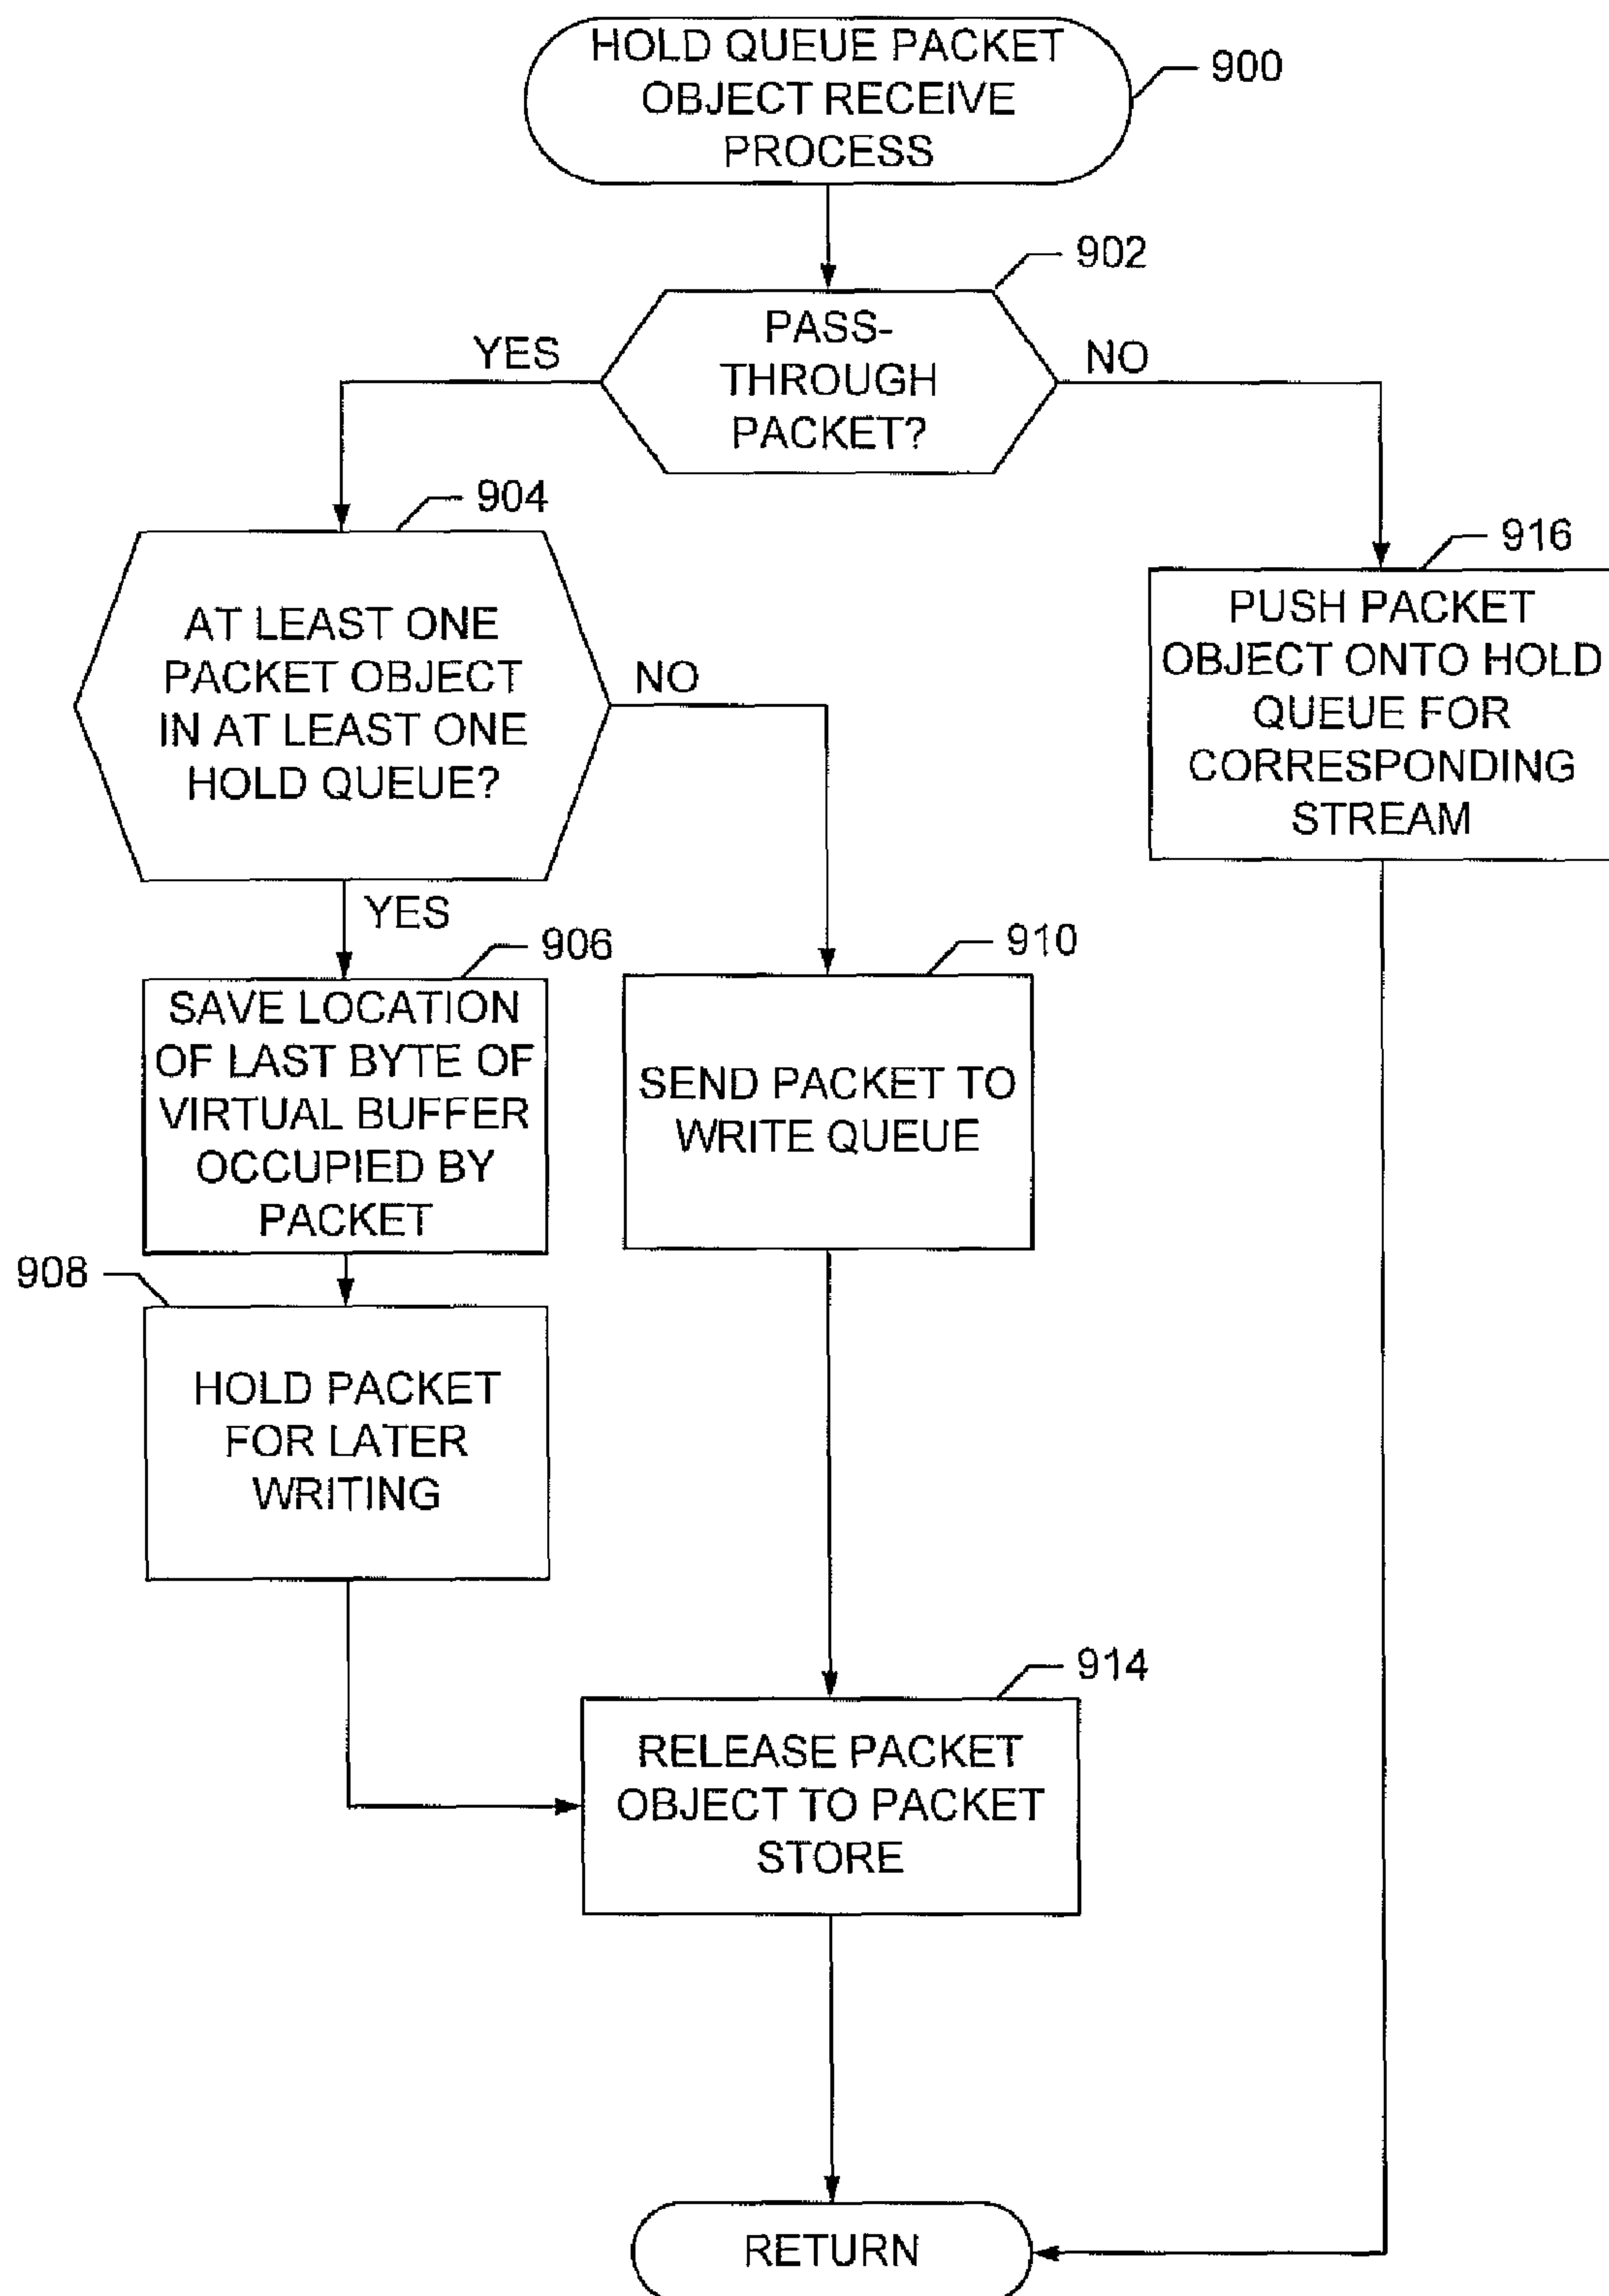 HOLD QUEUE PACKET
OBJECT RECEIVE
PROCESS
900
902
PASS-
THROUGH
PACKET?
YES
NO
904
AT LEAST ONE
PACKET OBJECT
IN AT LEAST ONE
HOLD QUEUE?
NO
YES
916
PUSH PACKET
OBJECT ONTO HOLD
QUEUE FOR
CORRESPONDING
STREAM
906
SAVE LOCATION
OF LAST BYTE OF
VIRTUAL BUFFER
OCCUPIED BY
PACKET
910
SEND PACKET TO
WRITE QUEUE
908
HOLD PACKET
FOR LATER
WRITING
914
RELEASE PACKET
OBJECT TO PACKET
STORE
RETURN